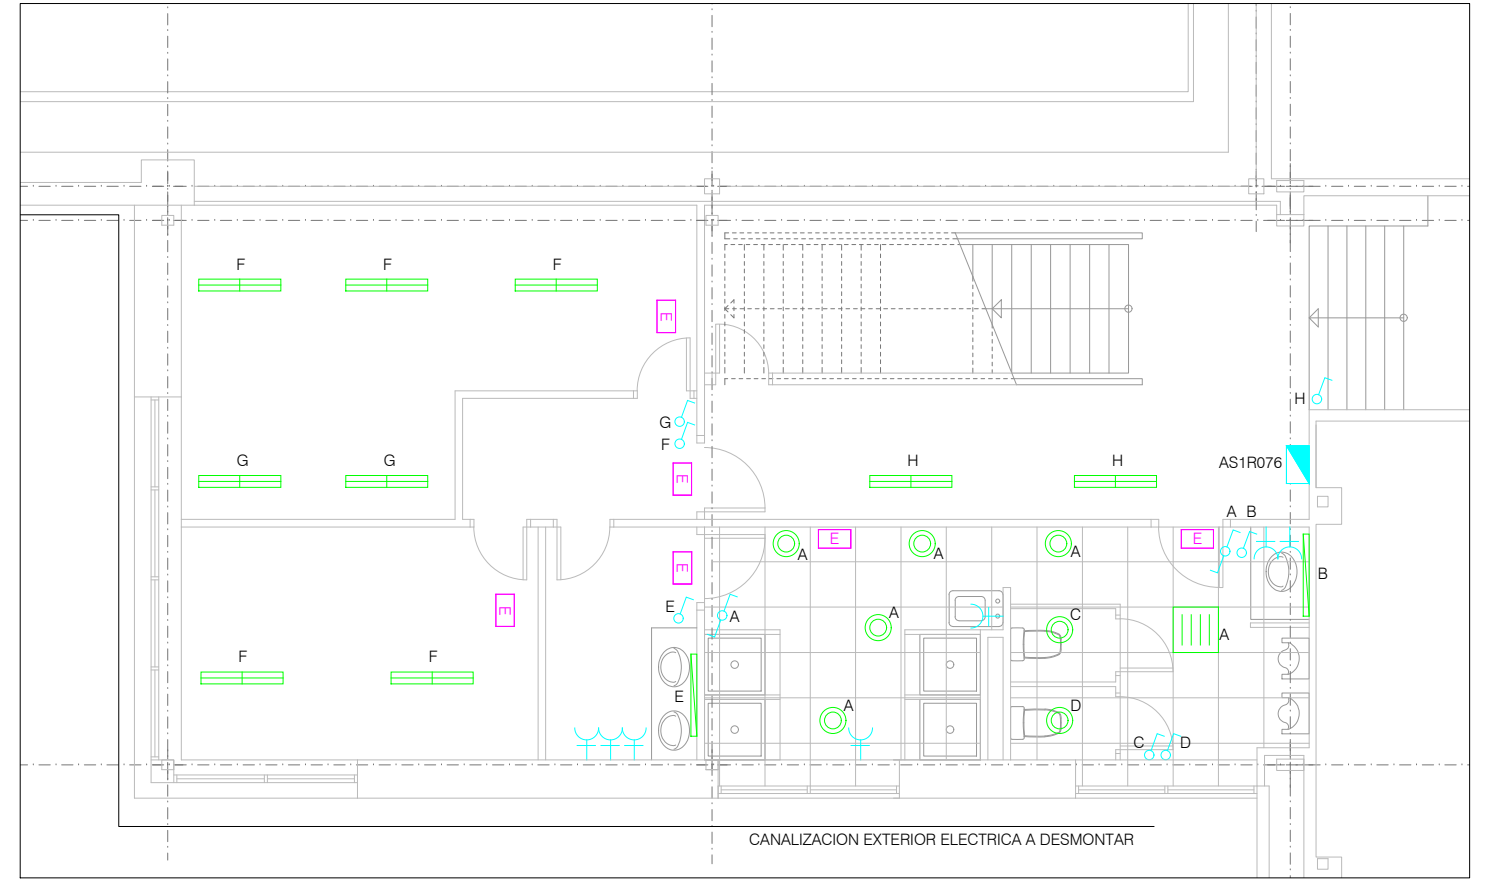 F F F
E
H
G
F
G G H H
AS1R076
E
A B
E E
A A A
E
B
E
E A A C
A
F F
E
A D
C D
CANALIZACION EXTERIOR ELECTRICA A DESMONTAR